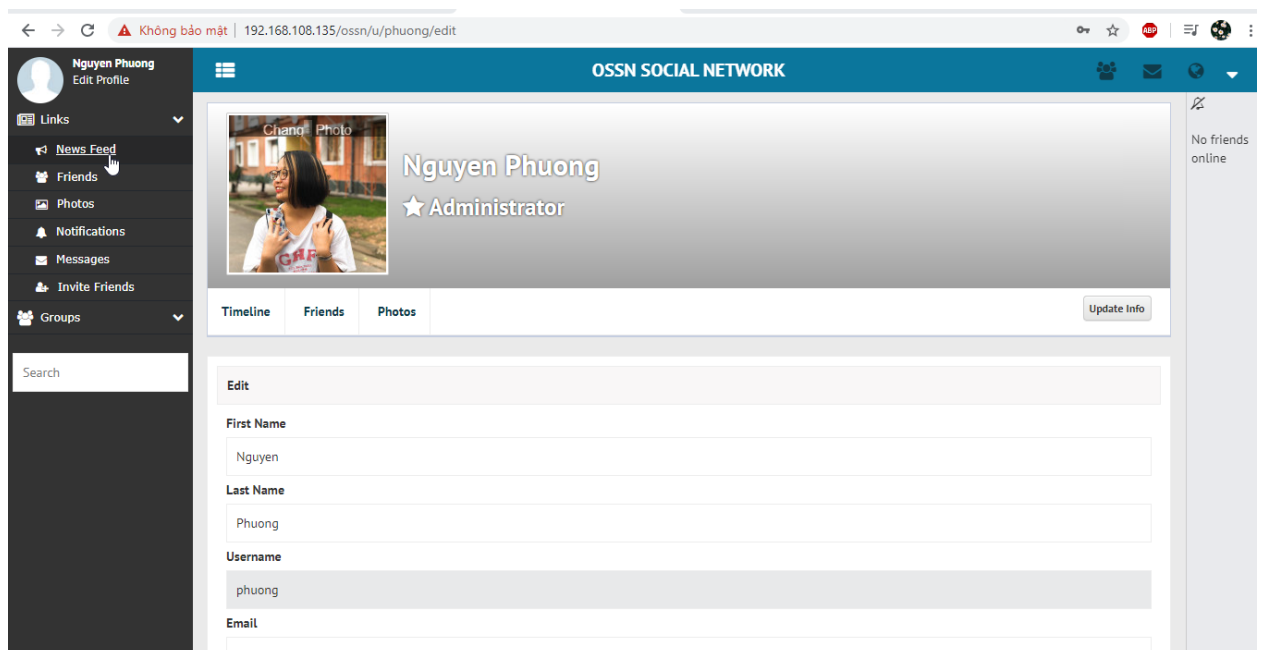 Không bảo mật | 192.168.108.135/ossn/u/phuong/edit
ABP
Nguyen Phuong
Edit Profile
OSSN SOCIAL NETWORK
Links
News Feed
Friends
Photos
Notifications
Messages
Invite Friends
Groups
Search
Chang Photo
Nguyen Phuong
Administrator
Timeline Friends Photos Update Info
No friends
online
Edit
First Name
Nguyen
Last Name
Phuong
Username
phuong
Email